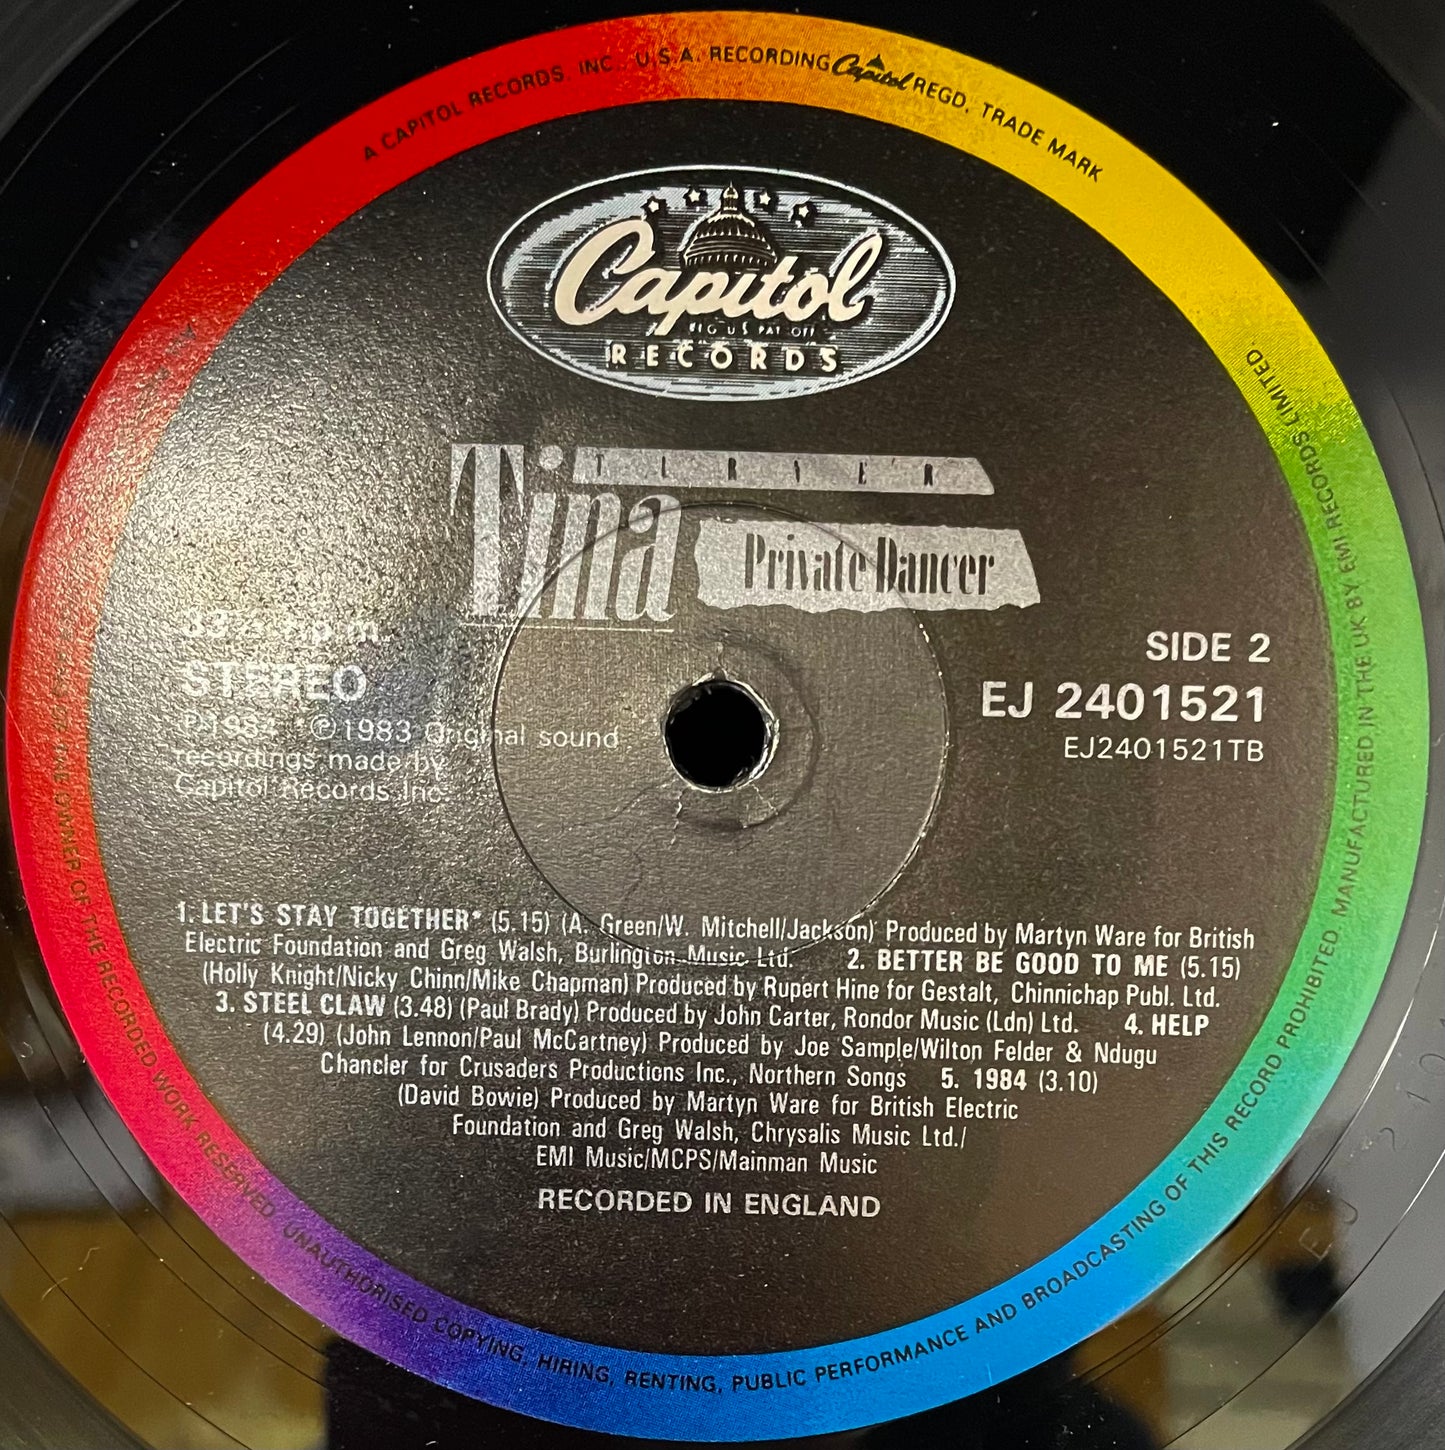 A CAPITOL RECORDS, INC., U.S.A. RECORDING Capitol REGD. TRADE MARK
Capitol
REG US PAT OFF
RECORDS
TURNER
Tina
Private Dancer
r.p.m.
STEREO
SIDE 2
EJ 2401521
EJ2401521TB
℗1984 *℗1983 Original sound
recordings made by
Capitol Records Inc.
1. LET'S STAY TOGETHER* (5.15) (A. Green/W. Mitchell/Jackson) Produced by Martyn Ware for British
Electric Foundation and Greg Walsh, Burlington Music Ltd. 2. BETTER BE GOOD TO ME (5.15)
(Holly Knight/Nicky Chinn/Mike Chapman) Produced by Rupert Hine for Gestalt, Chinnichap Publ. Ltd.
3. STEEL CLAW (3.48) (Paul Brady) Produced by John Carter, Rondor Music (Ldn) Ltd. 4. HELP
(4.29) (John Lennon/Paul McCartney) Produced by Joe Sample/Wilton Felder & Ndugu
Chancler for Crusaders Productions Inc., Northern Songs 5. 1984 (3.10)
(David Bowie) Produced by Martyn Ware for British Electric
Foundation and Greg Walsh, Chrysalis Music Ltd./
EMI Music/MCPS/Mainman Music
RECORDED IN ENGLAND
OF THE OWNER OF THE RECORDED WORK RESERVED. UNAUTHORISED COPYING, HIRING, RENTING, PUBLIC PERFORMANCE AND BROADCASTING OF THIS RECORD PROHIBITED. MANUFACTURED IN THE UK BY EMI RECORDS LIMITED.